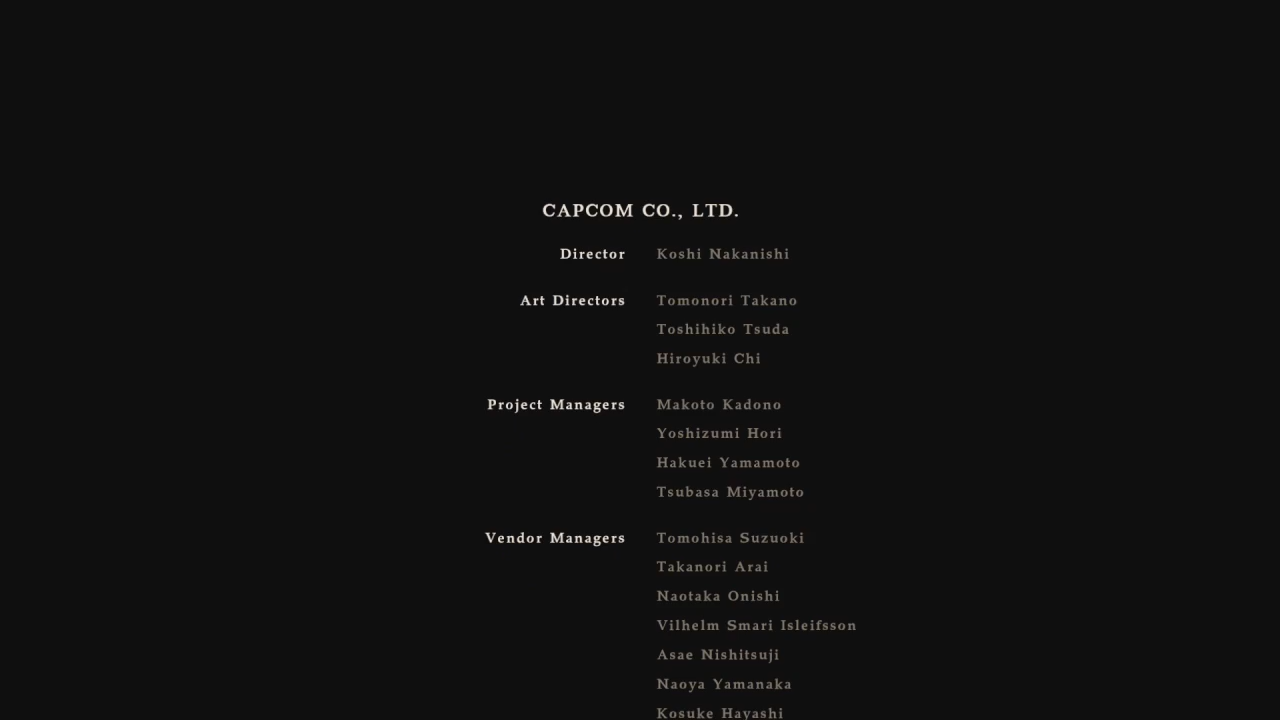 CAPCOM CO., LTD.
Director Koshi Nakanishi
Art Directors Tomonori Takano
Toshihiko Tsuda
Hiroyuki Chi
Project Managers Makoto Kadono
Yoshizumi Hori
Hakuei Yamamoto
Tsubasa Miyamoto
Vendor Managers Tomohisa Suzuoki
Takanori Arai
Naotaka Onishi
Vilhelm Smari Isleifsson
Asae Nishitsuji
Naoya Yamanaka
Kosuke Hayashi